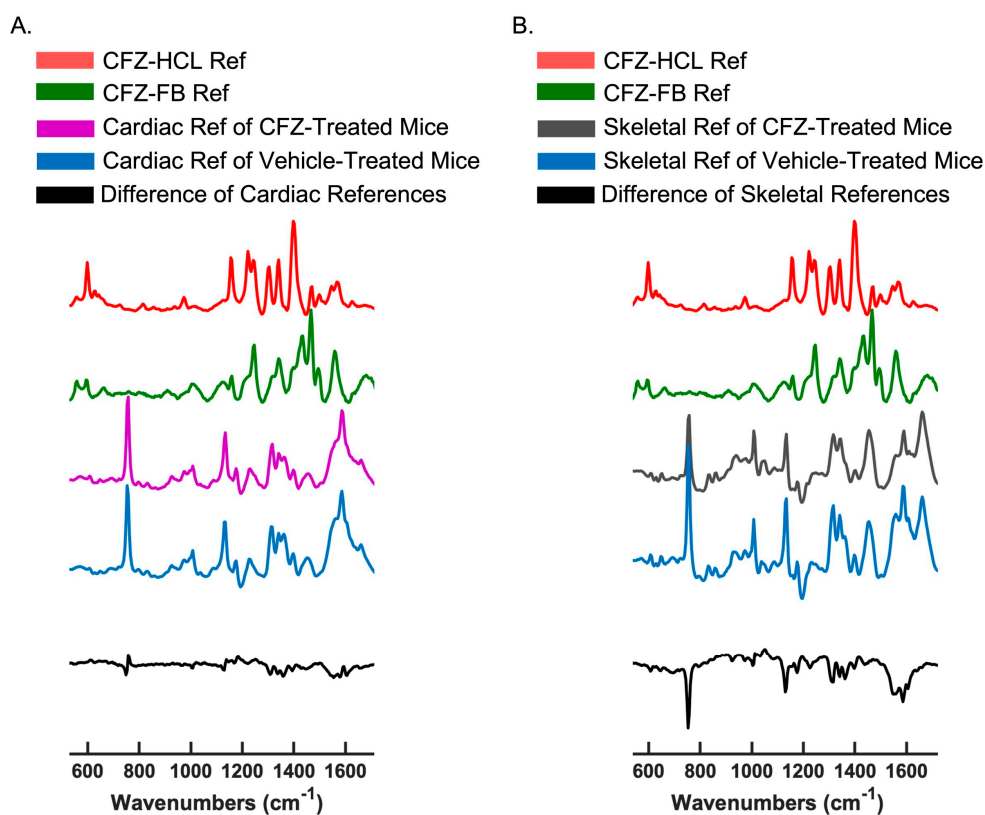 A.
CFZ-HCL Ref
CFZ-FB Ref
Cardiac Ref of CFZ-Treated Mice
Cardiac Ref of Vehicle-Treated Mice
Difference of Cardiac References
600 800 1000 1200 1400 1600
Wavenumbers (cm⁻¹)
B.
CFZ-HCL Ref
CFZ-FB Ref
Skeletal Ref of CFZ-Treated Mice
Skeletal Ref of Vehicle-Treated Mice
Difference of Skeletal References
600 800 1000 1200 1400 1600
Wavenumbers (cm⁻¹)